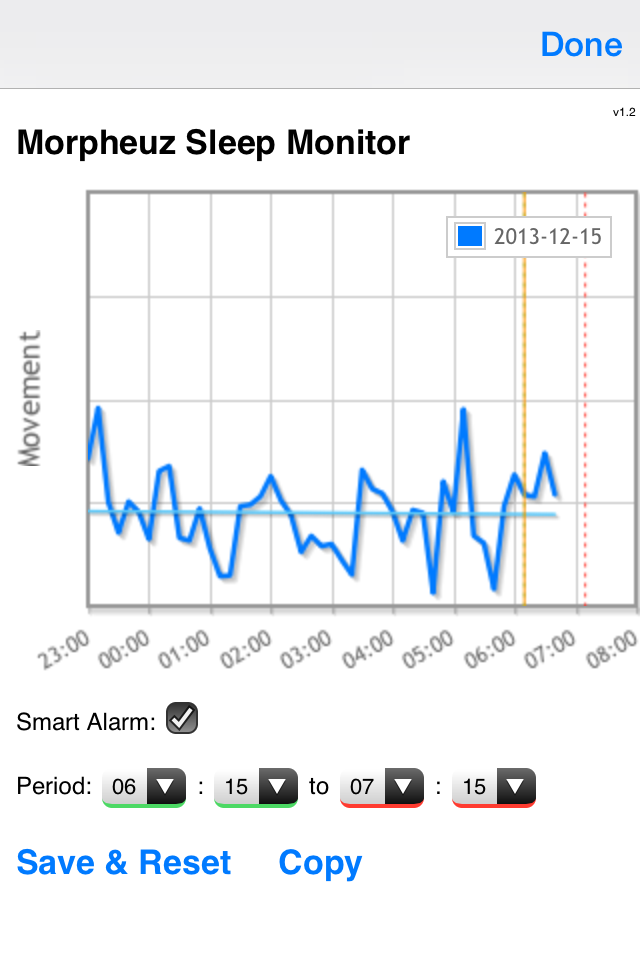 Done
v1.2
Morpheuz Sleep Monitor
2013-12-15
Movement
23:00 00:00 01:00 02:00 03:00 04:00 05:00 06:00 07:00 08:00
Smart Alarm:
Period: 06 : 15 to 07 : 15
Save & Reset Copy